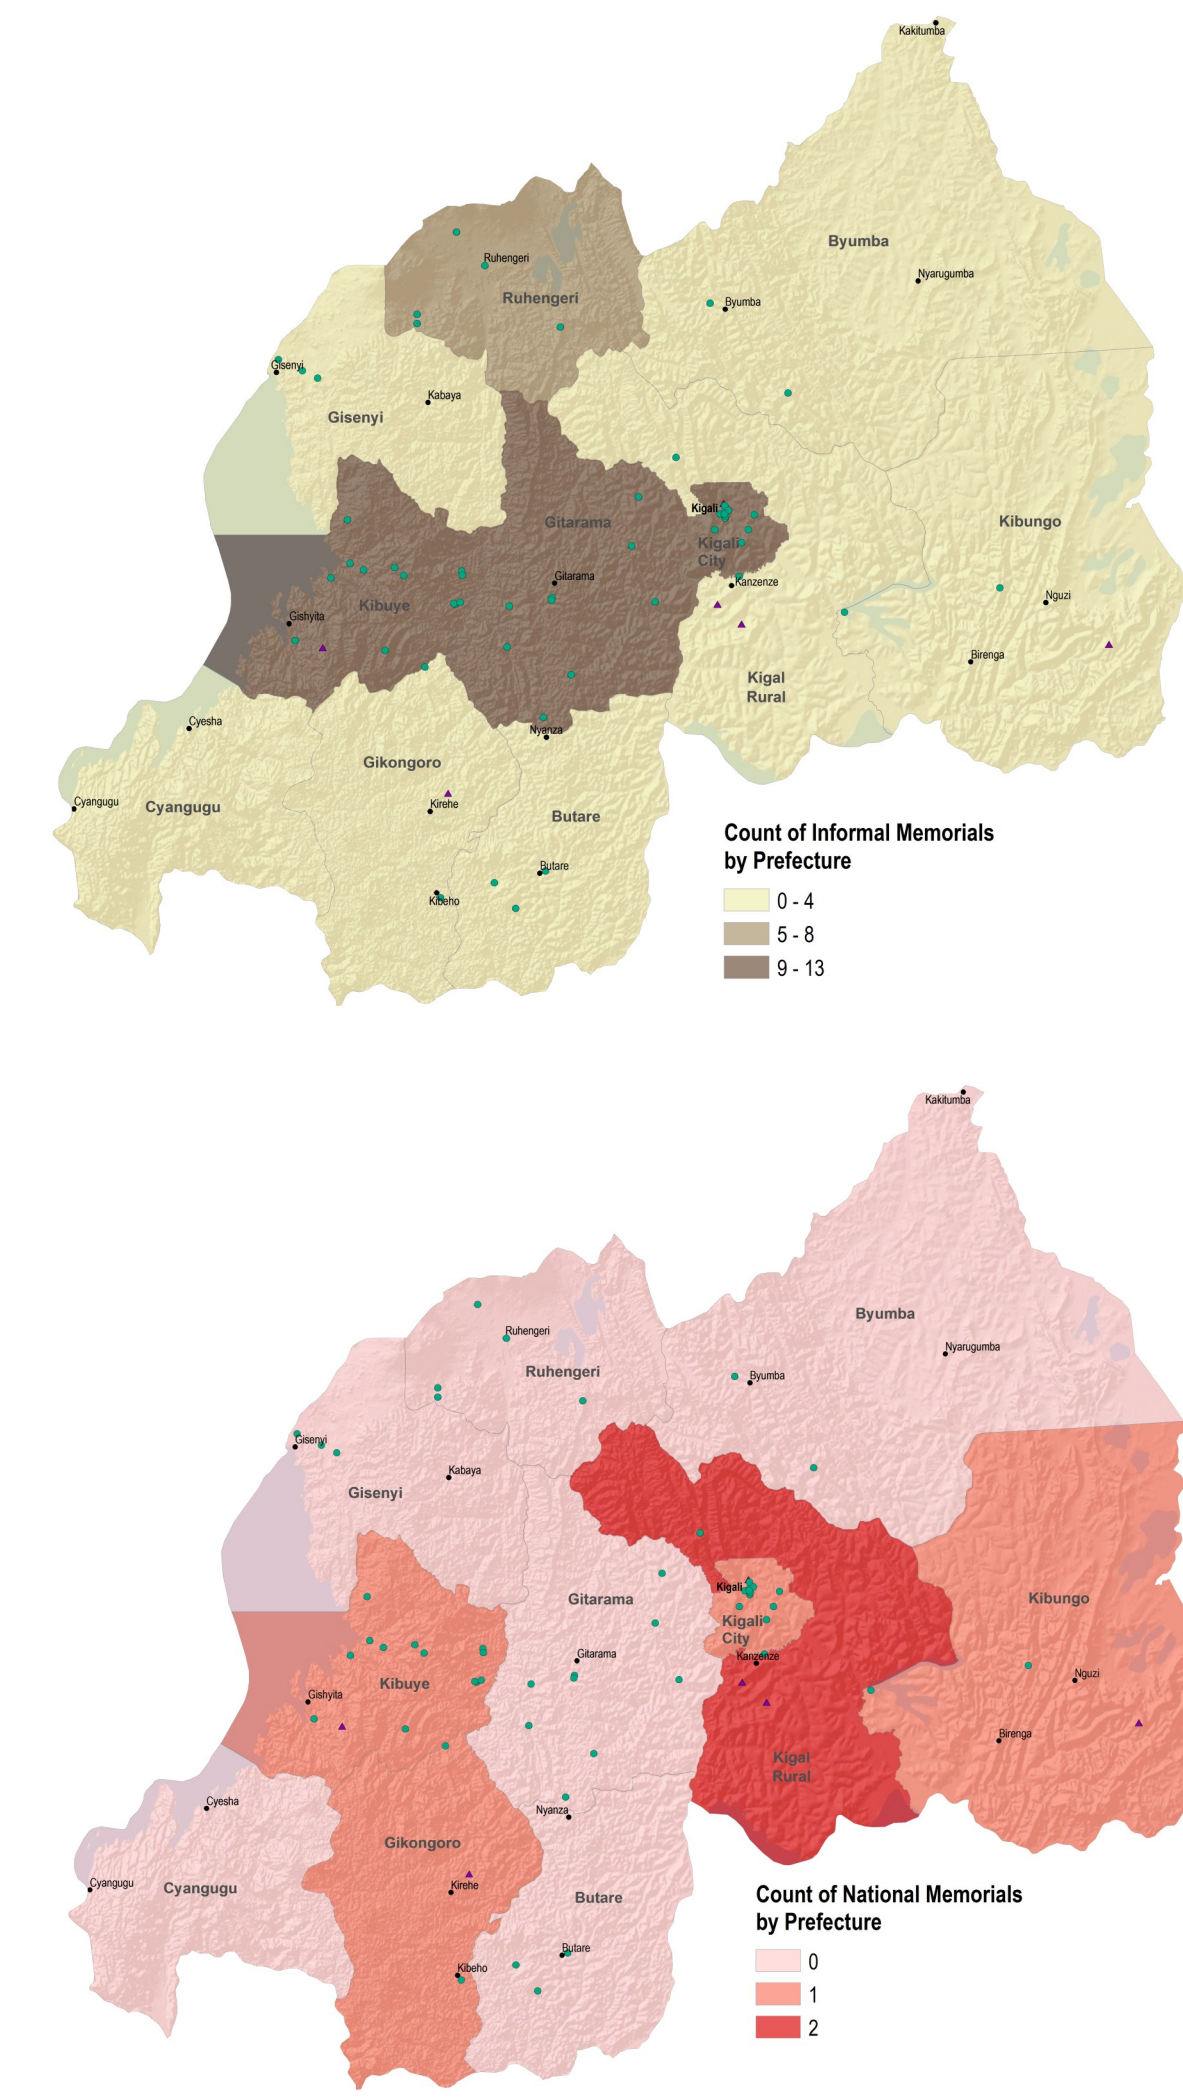 Kakitumba
Byumba
Nyarugumba
Ruhengeri
Ruhengeri
Byumba
Gisenyi
Kabaya
Gisenyi
Kigali
Gitarama
Kibungo
Kigali
City
Gitarama
Kanzenze
Nguzi
Kibuye
Gishyita
Birenga
Kigal
Rural
Cyesha
Nyanza
Gikongoro
Cyangugu
Cyangugu
Kirehe
Butare
Butare
Kibeho
Count of Informal Memorials
by Prefecture
0 - 4
5 - 8
9 - 13
Kakitumba
Byumba
Ruhengeri
Nyarugumba
Ruhengeri
Byumba
Gisenyi
Kabaya
Gisenyi
Kigali
Gitarama
Kibungo
Kigali
City
Gitarama
Kanzenze
Nguzi
Kibuye
Gishyita
Birenga
Kigal
Rural
Cyesha
Nyanza
Gikongoro
Cyangugu
Cyangugu
Kirehe
Butare
Butare
Kibeho
Count of National Memorials
by Prefecture
0
1
2